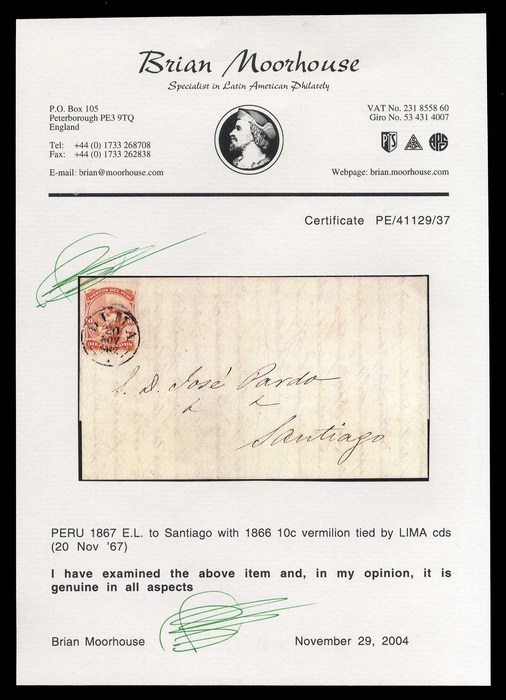 Brian Moorhouse
Specialist in Latin American Philately
P.O. Box 105
Peterborough PE3 9TQ
England
Tel: +44 (0) 1733 268708
Fax: +44 (0) 1733 262838
E-mail: brian@moorhouse.com
VAT No. 231 8558 60
Giro No. 53 431 4007
PTS
APS
Webpage: brian.moorhouse.com
Certificate PE/41129/37
LIMA
20
NOV
S. D. José Pardo
Santiago
PERU 1867 E.L. to Santiago with 1866 10c vermilion tied by LIMA cds
(20 Nov '67)
I have examined the above item and, in my opinion, it is
genuine in all aspects
Brian Moorhouse
November 29, 2004